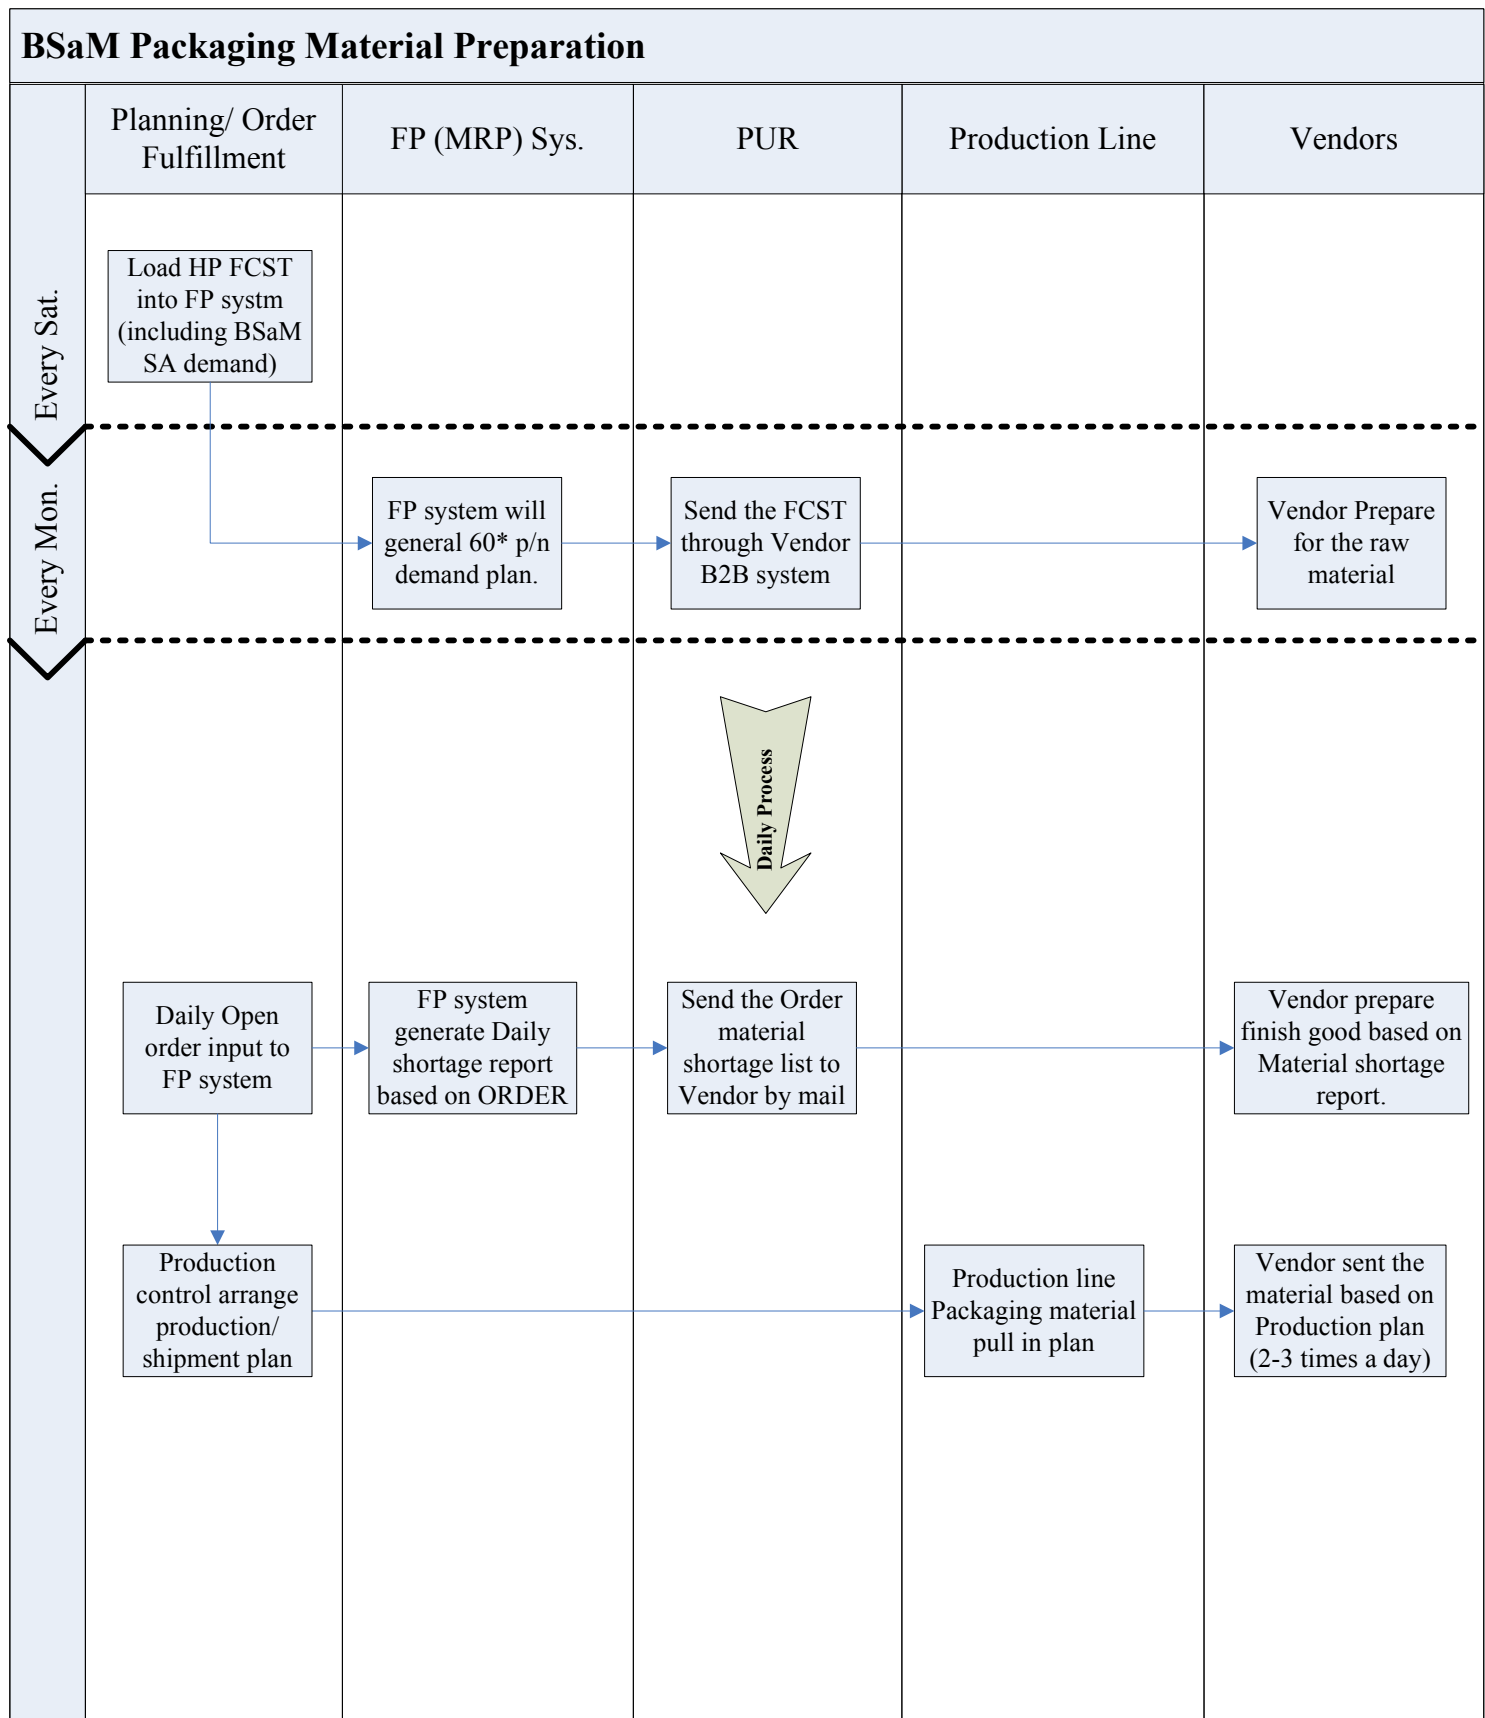 BSaM Packaging Material Preparation
Planning/ Order
Fulfillment
FP (MRP) Sys.
PUR
Production Line
Vendors
Every Sat.
Load HP FCST
into FP systm
(including BSaM
SA demand)
Every Mon.
FP system will
general 60* p/n
demand plan.
Send the FCST
through Vendor
B2B system
Vendor Prepare
for the raw
material
Daily Process
Daily Open
order input to
FP system
FP system
generate Daily
shortage report
based on ORDER
Send the Order
material
shortage list to
Vendor by mail
Vendor prepare
finish good based on
Material shortage
report.
Production
control arrange
production/
shipment plan
Production line
Packaging material
pull in plan
Vendor sent the
material based on
Production plan
(2-3 times a day)